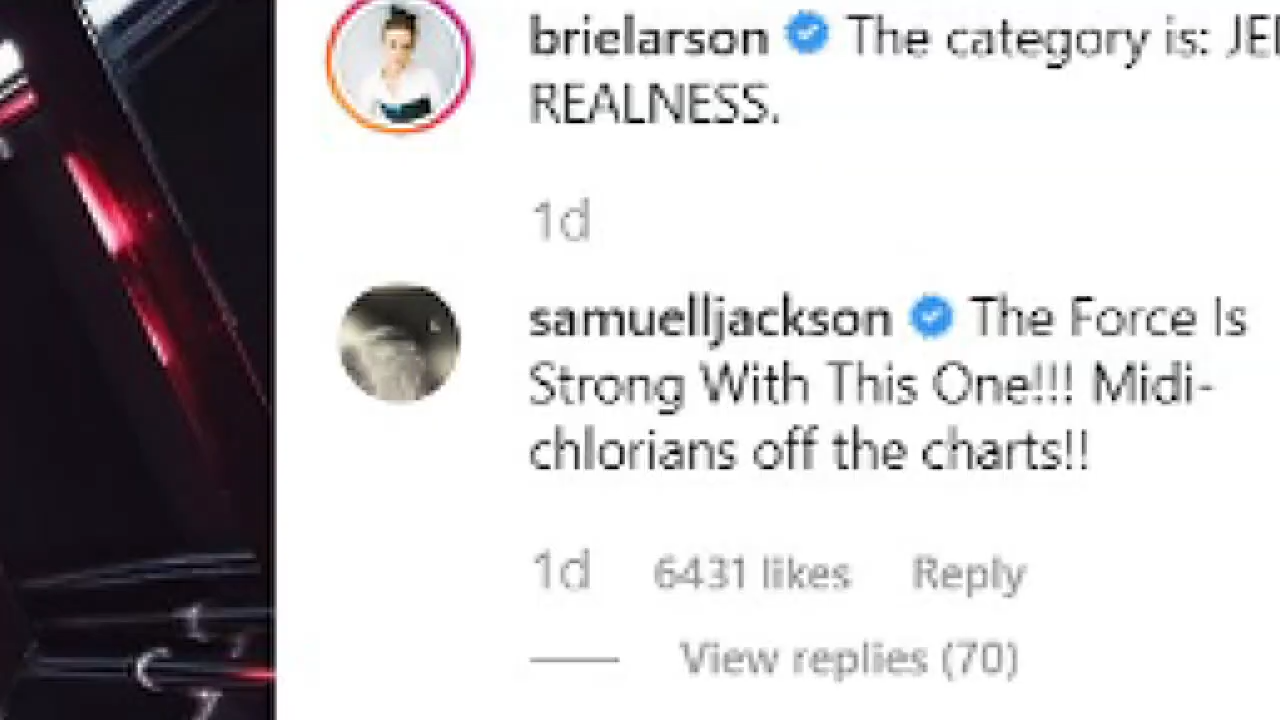 brielarson The category is: JE
REALNESS.
1d
samuelljackson The Force Is
Strong With This One!!! Midi-
chlorians off the charts!!
1d 6431 likes Reply
View replies (70)